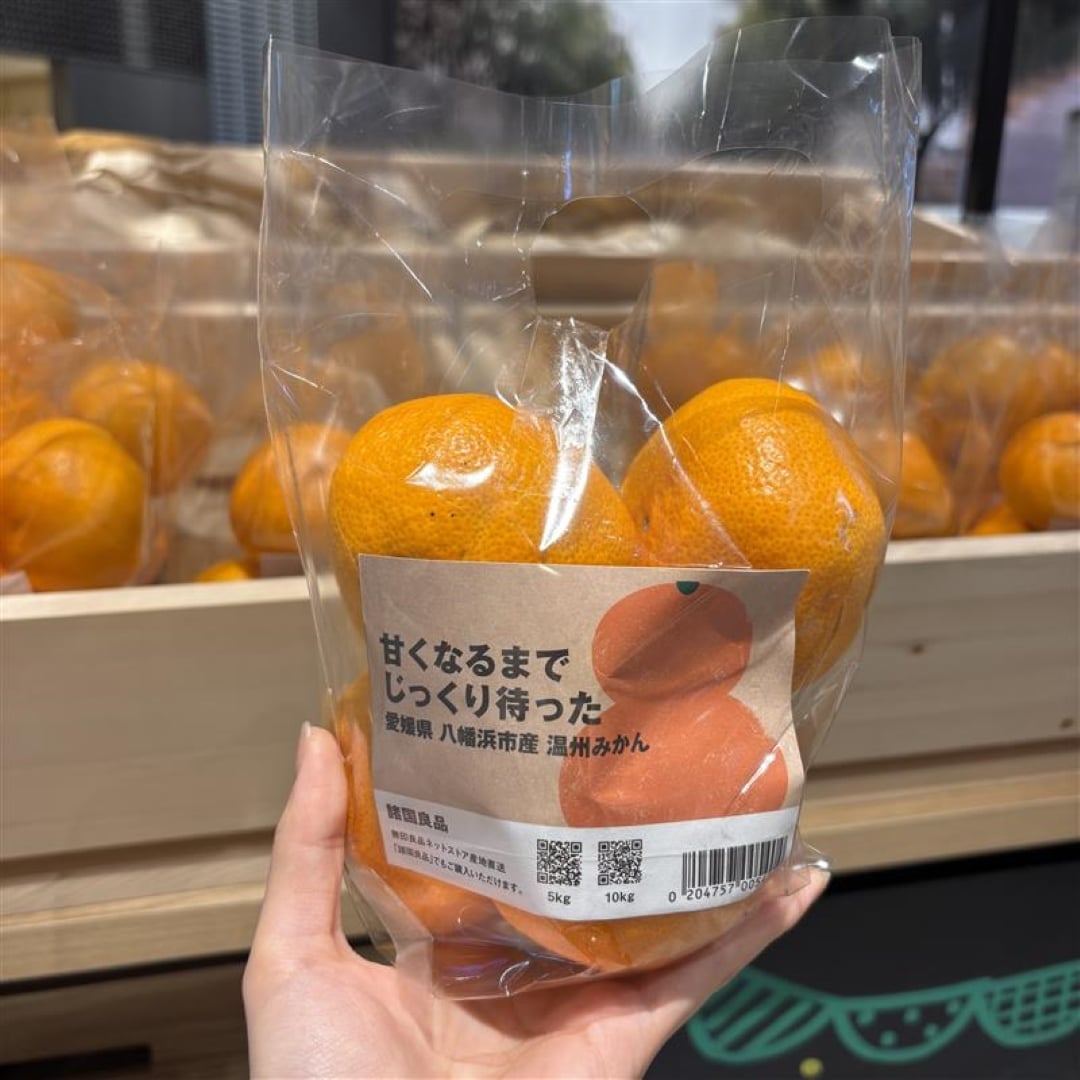 甘くなるまで
じっくり待った
愛媛県 八幡浜市産 温州みかん
諸国良品
無印良品ネットストア産地直送
「諸国良品」でもご購入いただけます。
5kg
10kg
0 204757 00